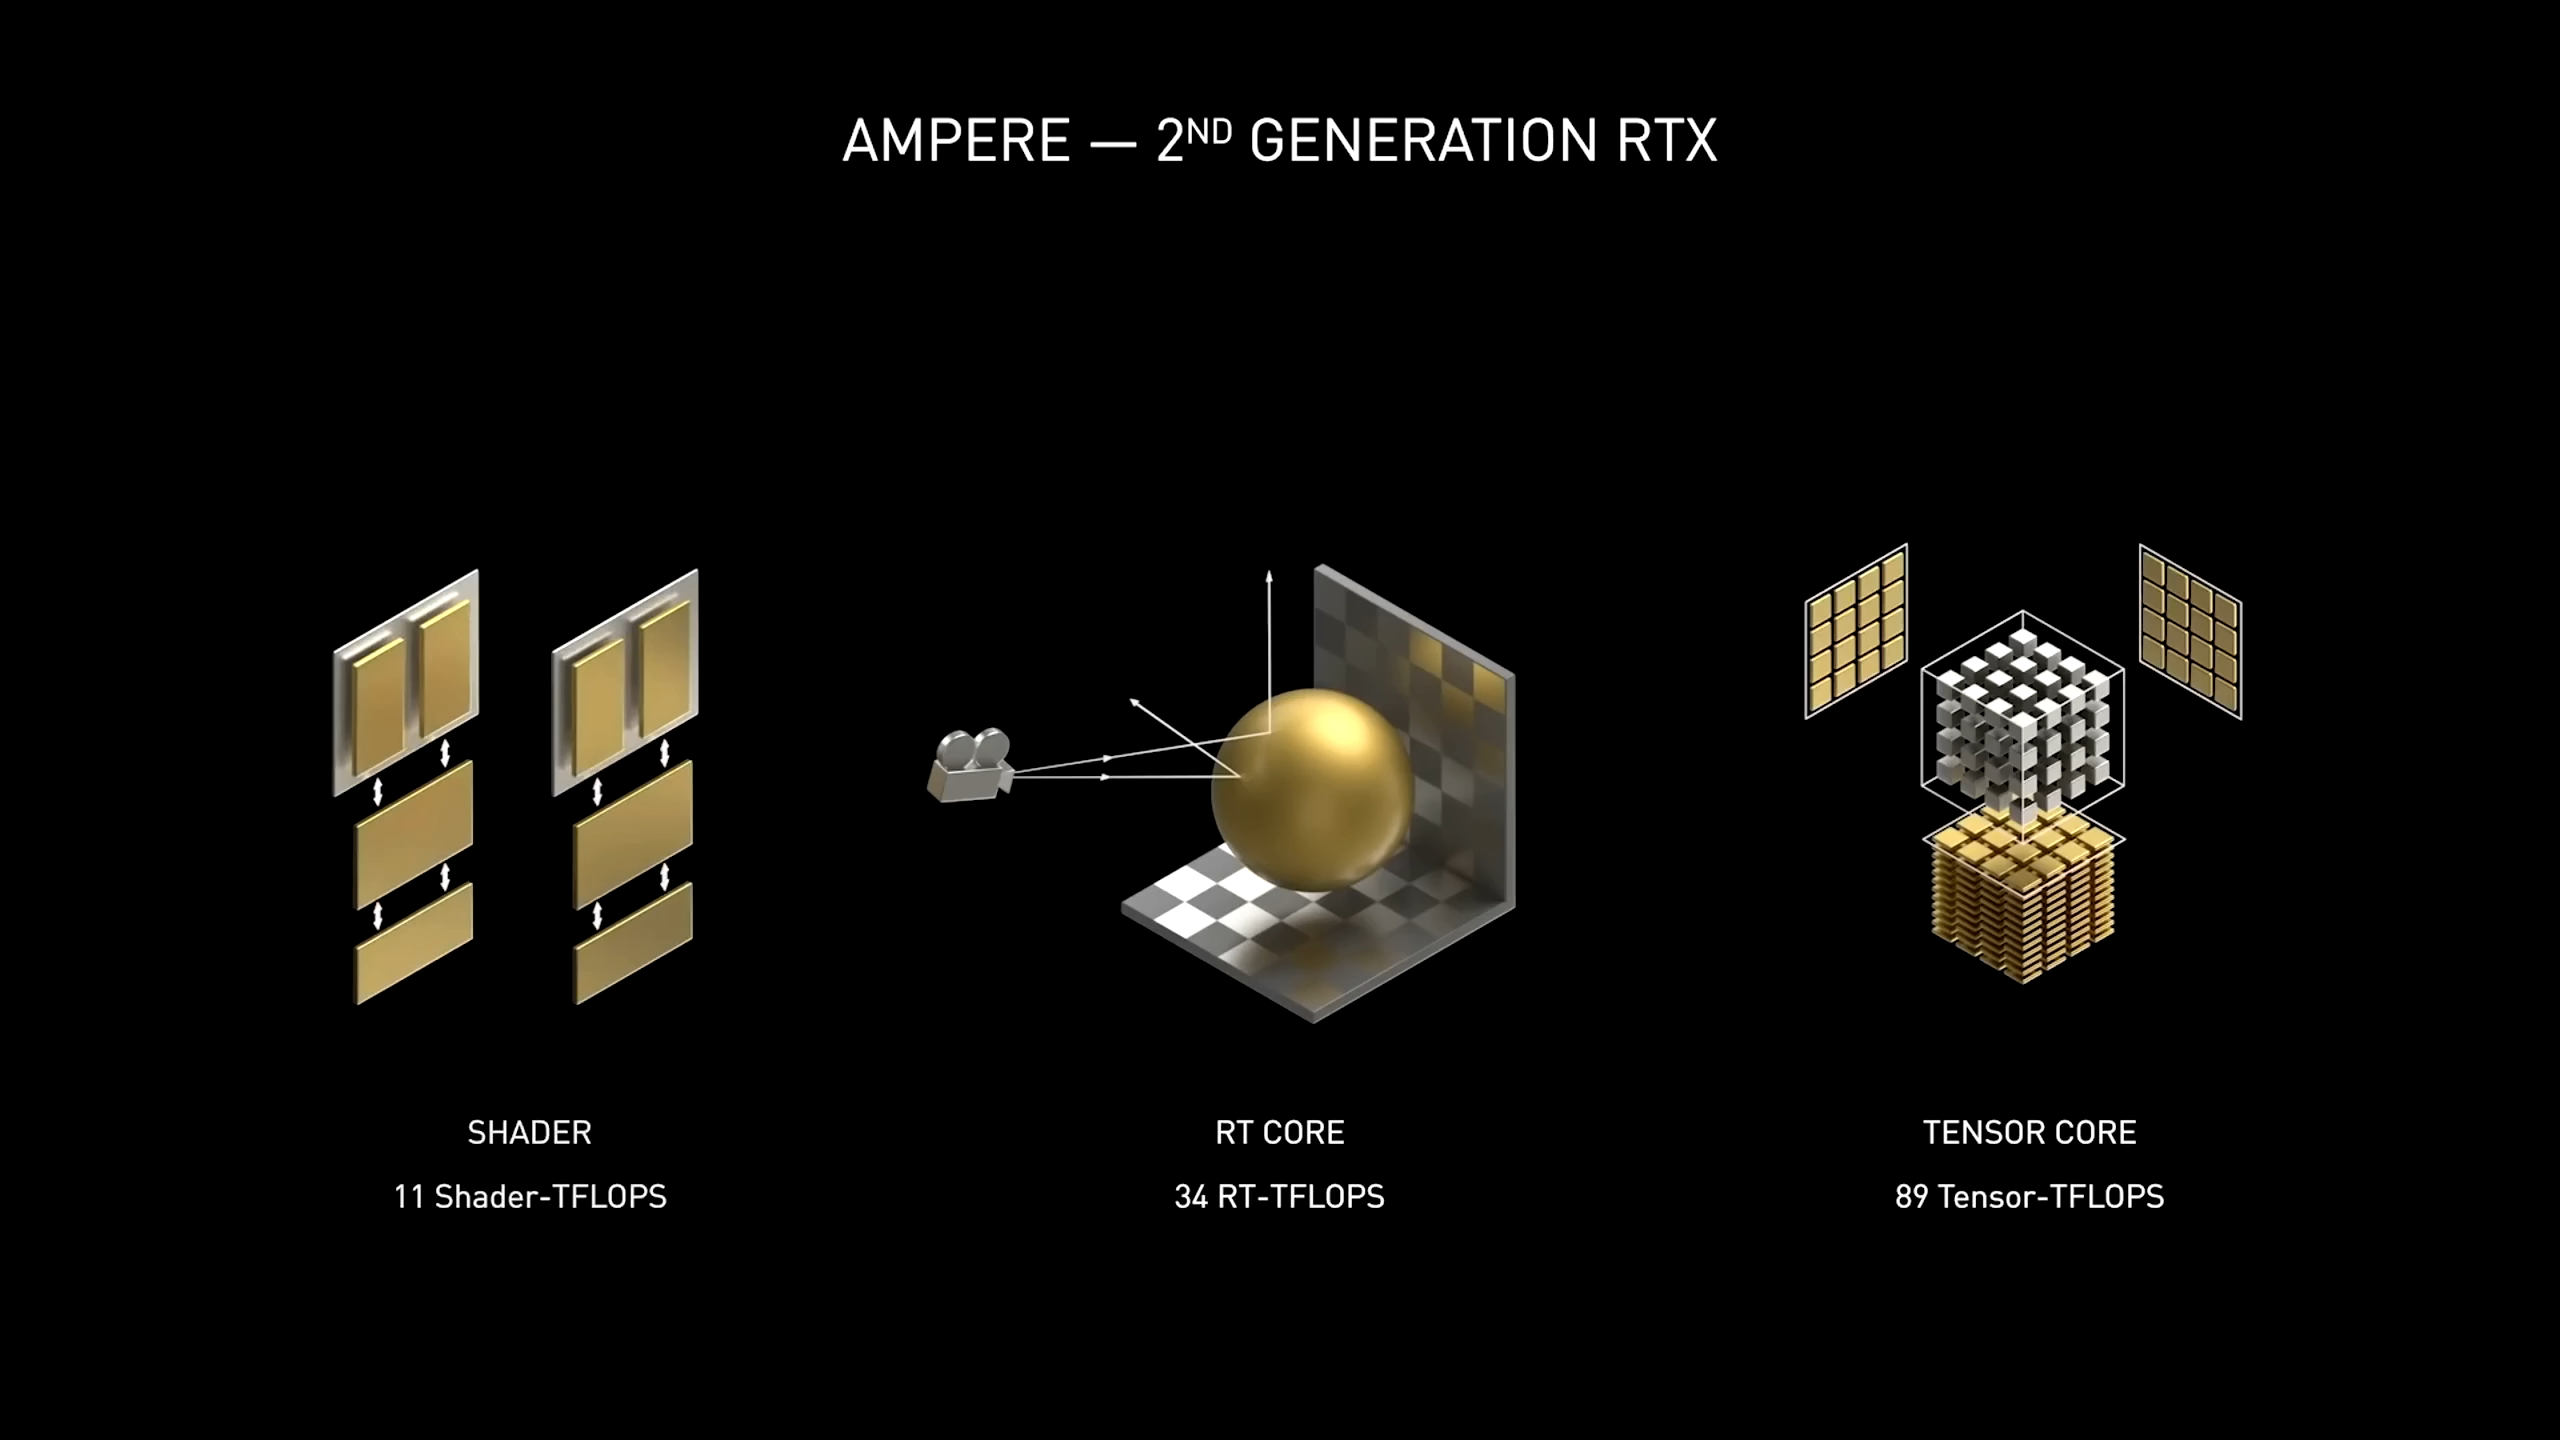 AMPERE — 2ND GENERATION RTX
SHADER
11 Shader-TFLOPS
RT CORE
34 RT-TFLOPS
TENSOR CORE
89 Tensor-TFLOPS